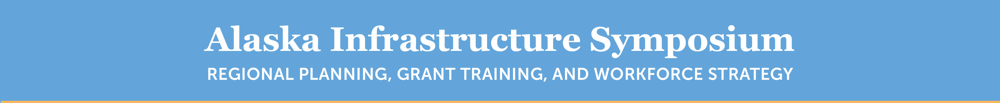 Alaska Infrastructure Symposium
REGIONAL PLANNING, GRANT TRAINING, AND WORKFORCE STRATEGY